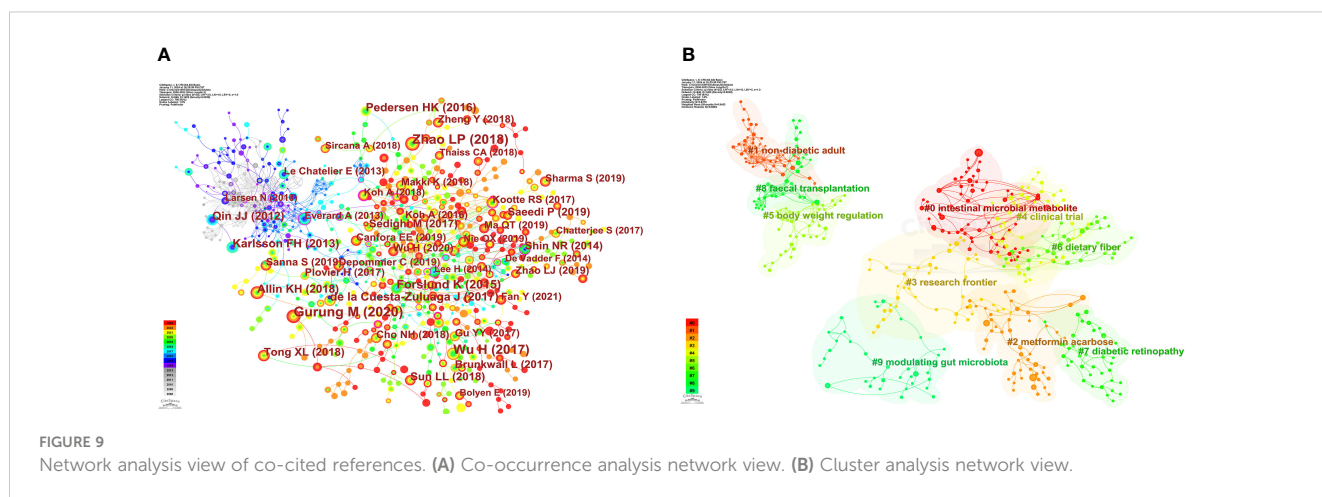 A
B
Pedersen HK (2016)
Zheng Y (2018)
Zhao LP (2018)
Sircana A (2018)
Thaiss CA (2018)
Le Chatelier E (2013)
Makki K (2018)
Sharma S (2019)
Larsen N (2010)
Koh A (2018)
Kootte RS (2017)
Qin JJ (2012)
Everard A (2013)
Koh A (2016)
Saeedi P (2019)
Sedighi M (2017)
Ma QT (2019)
Chatterjee S (2017)
Karlsson FH (2013)
Canfora EE (2019)
Nie QX (2019)
Wu H (2020)
Shin NR (2014)
Sanna S (2019)
Depommier C (2019)
De Vadder F (2014)
Plovier H (2017)
Lee H (2014)
Zhao LJ (2019)
Allin KH (2018)
Forslund K (2015)
de la Cuesta-Zuluaga J (2017)
Fan Y (2021)
Gurung M (2020)
Cho NH (2018)
Gu YY (2017)
Tong XL (2018)
Wu H (2017)
Brunkwall L (2017)
Sun LL (2018)
Bolyen E (2019)
#1 non-diabetic adult
#8 faecal transplantation
#5 body weight regulation
#0 intestinal microbial metabolite
#4 clinical trial
#6 dietary fiber
#3 research frontier
#2 metformin acarbose
#7 diabetic retinopathy
#9 modulating gut microbiota
FIGURE 9
Network analysis view of co-cited references. (A) Co-occurrence analysis network view. (B) Cluster analysis network view.